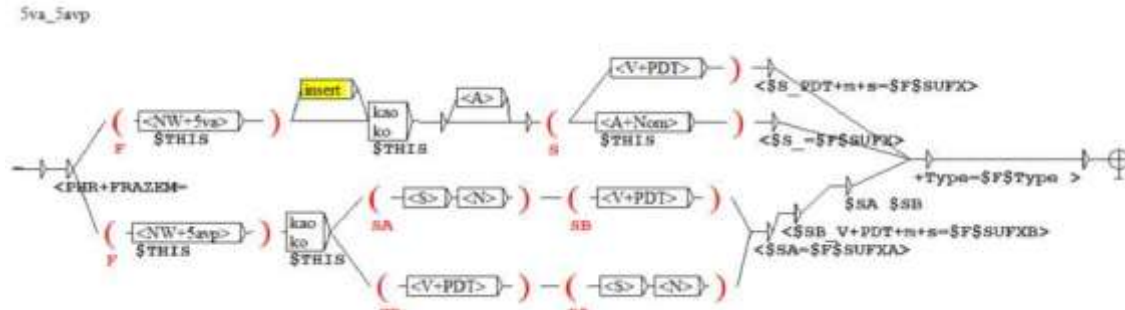 5va_5avp
<V+PDT>
insert
<A>
<$S_PDT+m+s=$F$SUFX>
<NW+5va>
kao
ko
<A+Nom>
F
$THIS
$THIS
S
$THIS
<$S_=$F$SUFX>
<PHR+FRAZEM=
+Type=$F$Type >
<$> <N>
<V+PDT>
$SA $SB
<NW+5avp>
kao
ko
SA
SB
<$SB_V+PDT+m+s=$F$SUFXB>
F
$THIS
$THIS
<$SA=$F$SUFXA>
<V+PDT>
<$> <N>